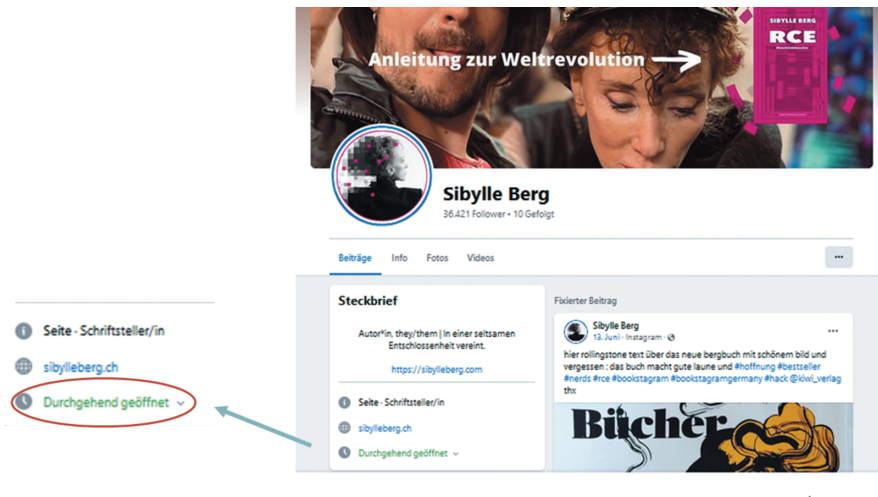 Anleitung zur Weltrevolution
SIBYLLE BERG
RCE
Sibylle Berg
36.421 Follower • 10 Gefolgt
Beiträge Info Fotos Videos
Steckbrief
Autor*in, they/them | In einer seltsamen
Entschlossenheit vereint.
https://sibylleberg.com
Seite · Schriftsteller/in
sibylleberg.ch
Durchgehend geöffnet
Fixierter Beitrag
Sibylle Berg
13. Juni · Instagram ·
hier rollingstone text über das neue bergbuch mit schönem bild und
vergessen : das buch macht gute laune und #hoffnung #bestseller
#nerds #rce #bookstagram #bookstagramgermany #hack @kiwi_verlag
thx
Bücher
Seite · Schriftsteller/in
sibylleberg.ch
Durchgehend geöffnet